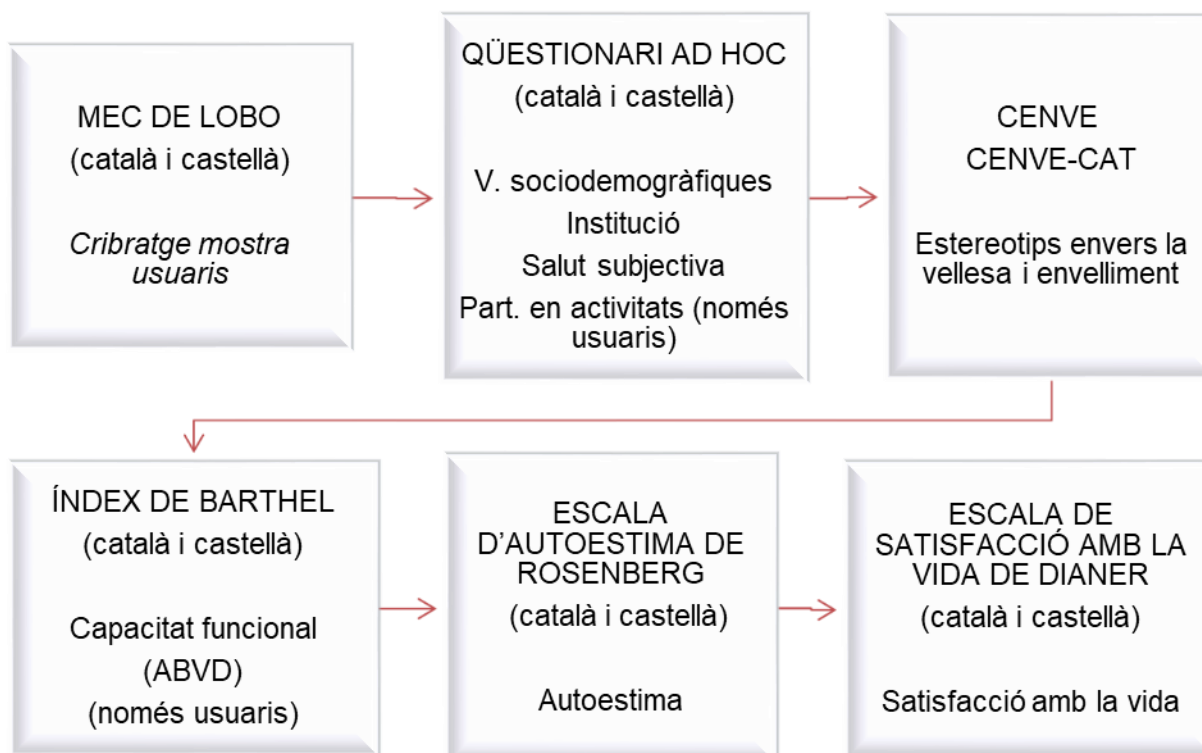 MEC DE LOBO
(català i castellà)
Cribratge mostra
usuaris
QÜESTIONARI AD HOC
(català i castellà)
V. sociodemogràfiques
Institució
Salut subjectiva
Part. en activitats (només
usuaris)
CENVE
CENVE-CAT
Estereotips envers la
vellesa i envelliment
ÍNDEX DE BARTHEL
(català i castellà)
Capacitat funcional
(ABVD)
(només usuaris)
ESCALA
D’AUTOESTIMA DE
ROSENBERG
(català i castellà)
Autoestima
ESCALA DE
SATISFACCIÓ AMB LA
VIDA DE DIANER
(català i castellà)
Satisfacció amb la vida